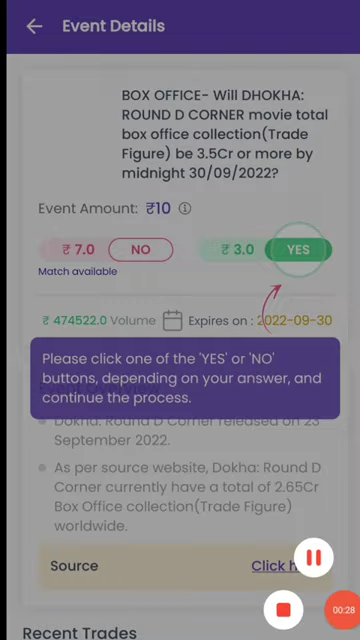 Event Details
BOX OFFICE- Will DHOKHA:
ROUND D CORNER movie total
box office collection(Trade
Figure) be 3.5Cr or more by
midnight 30/09/2022?
Event Amount: ₹10
₹ 7.0 NO ₹ 3.0 YES
Match available
₹ 474522.0 Volume Expires on : 2022-09-30
Please click one of the 'YES' or 'NO'
buttons, depending on your answer, and
continue the process.
Dokha: Round D Corner released on 23
September 2022.
As per source website, Dokha: Round D
Corner currently have a total of 2.65Cr
Box Office collection(Trade Figure)
worldwide.
Source Click h
00:28
Recent Trades